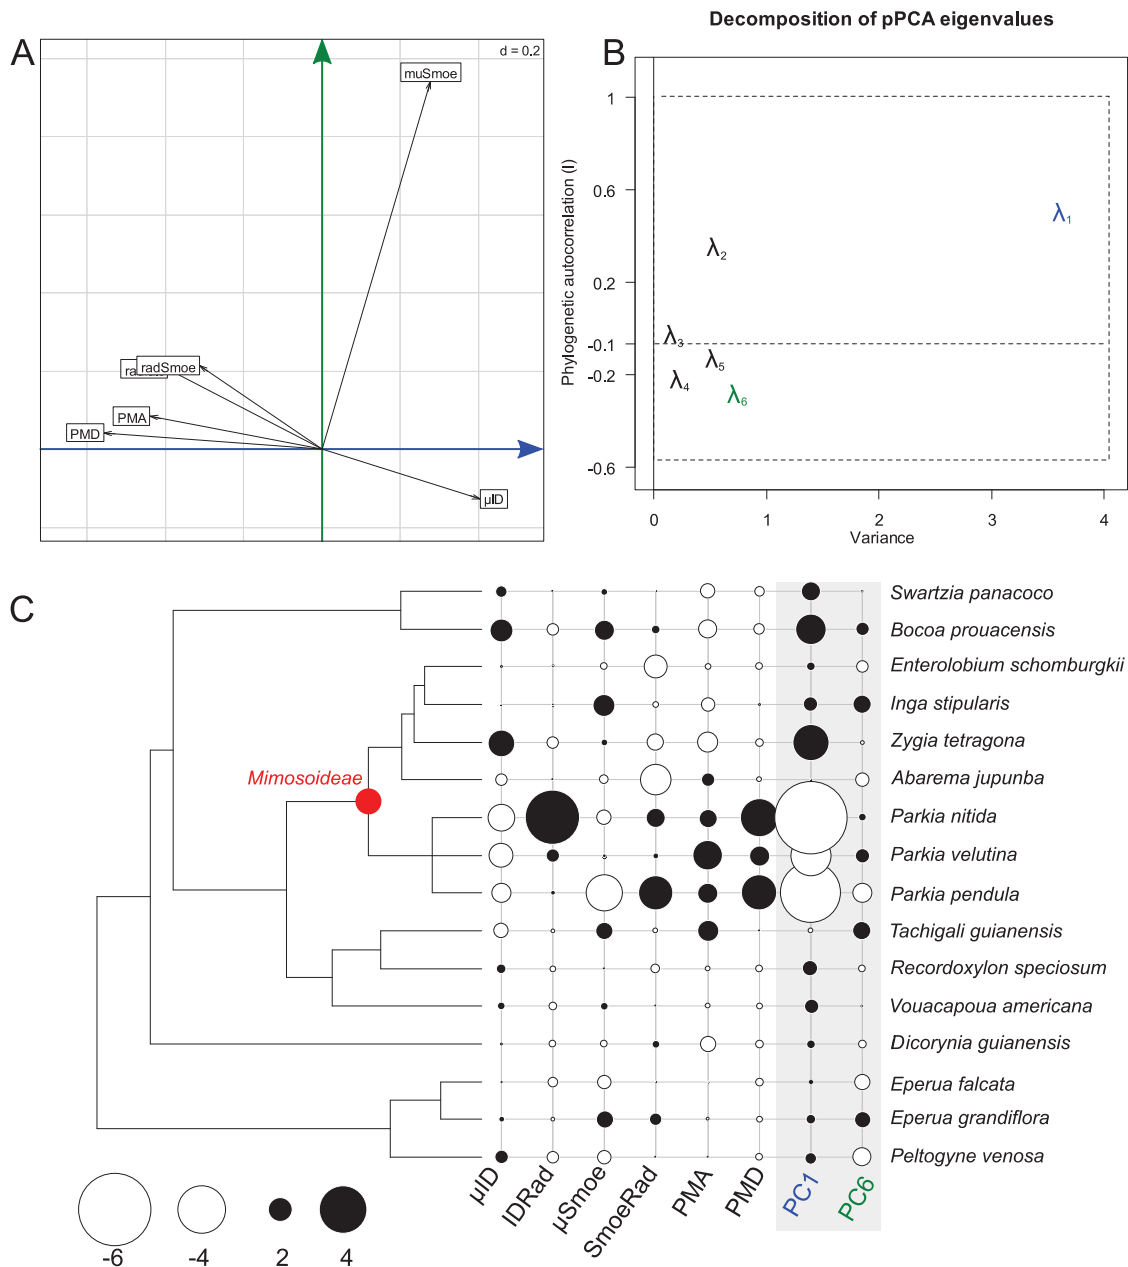 Decomposition of pPCA eigenvalues
A
d = 0.2
muSmoe
radSmoe
PMA
PMD
µID
B
Phylogenetic autocorrelation (I)
1
0.6
0.2
-0.1
-0.2
-0.6
λ1
λ2
λ3
λ5
λ4
λ6
0 1 2 3 4
Variance
C
Mimosoideae
Swartzia panacoco
Bocoa prouacensis
Enterolobium schomburgkii
Inga stipularis
Zygia tetragona
Abarema jupunba
Parkia nitida
Parkia velutina
Parkia pendula
Tachigali guianensis
Recordoxylon speciosum
Vouacapoua americana
Dicorynia guianensis
Eperua falcata
Eperua grandiflora
Peltogyne venosa
µID
IDRad
µSmoe
SmoeRad
PMA
PMD
PC1
PC6
-6 -4 2 4